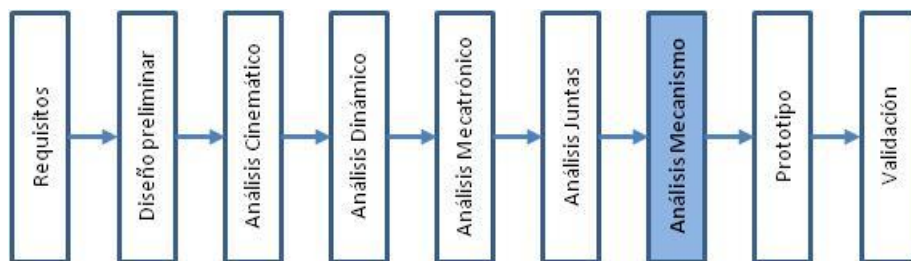 Requisitos
Diseño preliminar
Análisis Cinemático
Análisis Dinámico
Análisis Mecatrónico
Análisis Juntas
Análisis Mecanismo
Prototipo
Validación